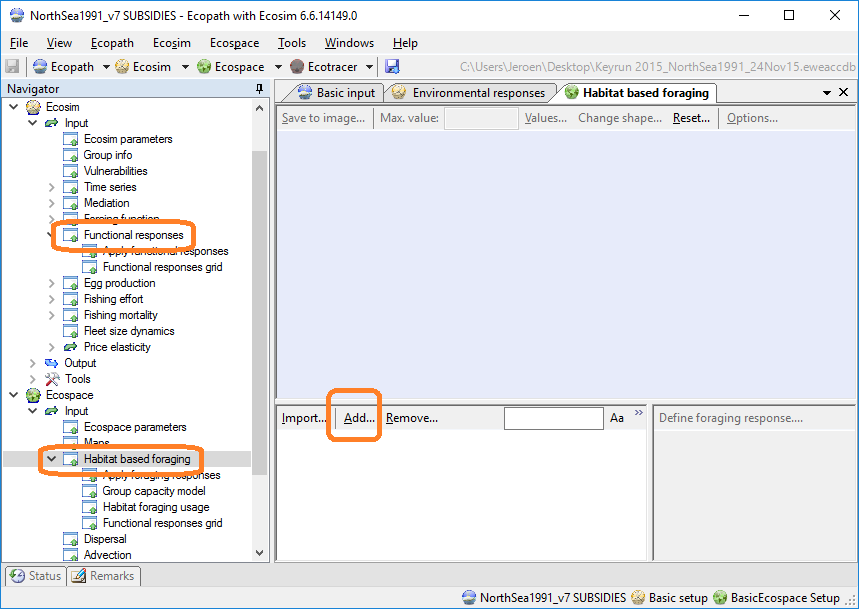 NorthSea1991_v7 SUBSIDIES - Ecopath with Ecosim 6.6.14149.0
File View Ecopath Ecosim Ecospace Tools Windows Help
Ecopath Ecosim Ecospace Ecotracer C:\Users\Jeroen\Desktop\Keyrun 2015_NorthSea1991_24Nov15.eweaccdb
Navigator
Ecosim
Input
Ecosim parameters
Group info
Vulnerabilities
Time series
Mediation
Forcing function
Functional responses
Apply functional responses
Functional responses grid
Egg production
Fishing effort
Fishing mortality
Fleet size dynamics
Price elasticity
Output
Tools
Ecospace
Input
Ecospace parameters
Maps
Habitat based foraging
Apply foraging responses
Group capacity model
Habitat foraging usage
Functional responses grid
Dispersal
Advection
Basic input Environmental responses Habitat based foraging
Save to image... Max. value: Values... Change shape... Reset... Options...
Import... Add... Remove... Aa »
Define foraging response....
Status Remarks
NorthSea1991_v7 SUBSIDIES Basic setup BasicEcospace Setup